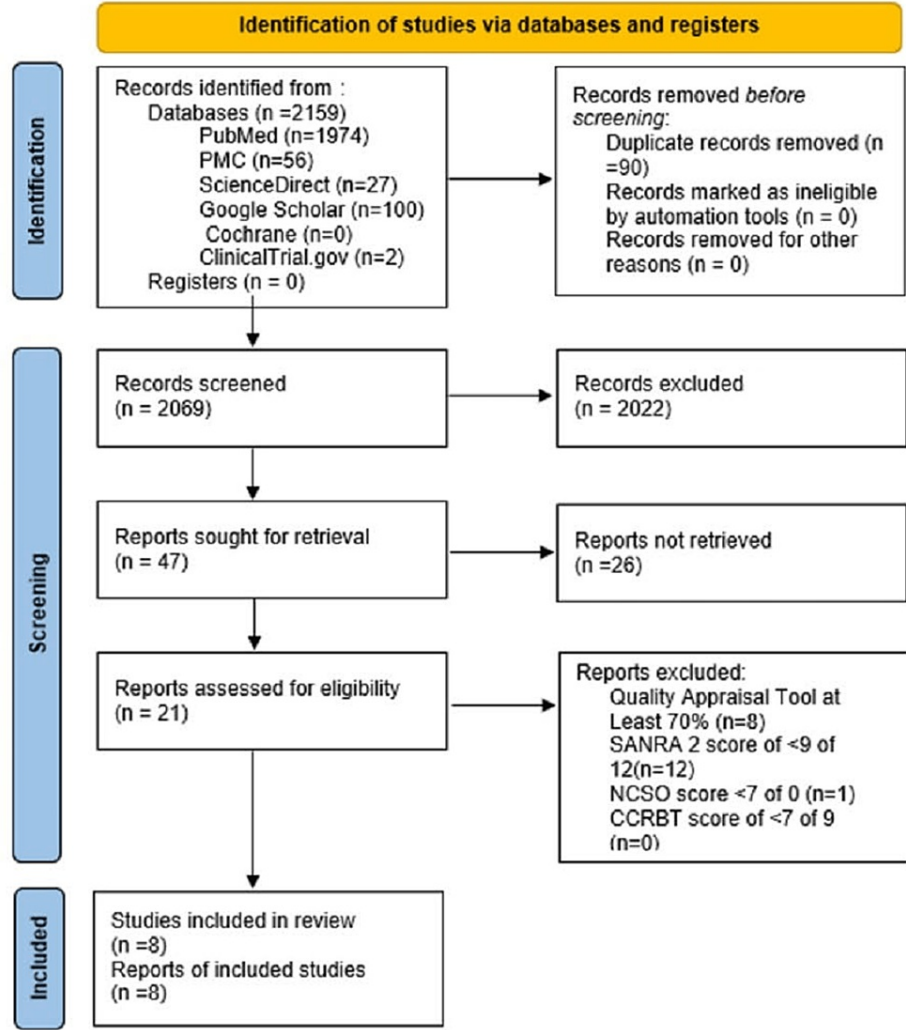 Identification of studies via databases and registers
Identification
Records identified from :
Databases (n =2159)
PubMed (n=1974)
PMC (n=56)
ScienceDirect (n=27)
Google Scholar (n=100)
Cochrane (n=0)
ClinicalTrial.gov (n=2)
Registers (n = 0)
Records removed before
screening:
Duplicate records removed (n
=90)
Records marked as ineligible
by automation tools (n = 0)
Records removed for other
reasons (n = 0)
Screening
Records screened
(n = 2069)
Records excluded
(n = 2022)
Reports sought for retrieval
(n = 47)
Reports not retrieved
(n =26)
Reports assessed for eligibility
(n = 21)
Reports excluded:
Quality Appraisal Tool at
Least 70% (n=8)
SANRA 2 score of <9 of
12(n=12)
NCSO score <7 of 0 (n=1)
CCRBT score of <7 of 9
(n=0)
Included
Studies included in review
(n =8)
Reports of included studies
(n =8)